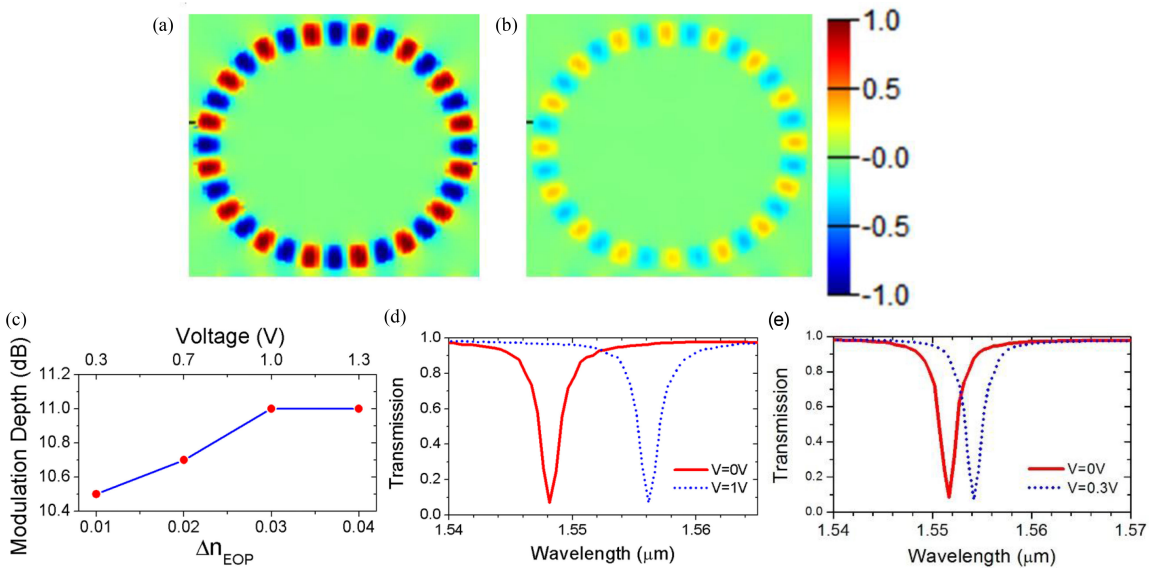 (a)
(b)
1.0
0.5
-0.0
-0.5
-1.0
(c)
Voltage (V)
0.3 0.7 1.0 1.3
Modulation Depth (dB)
11.2
11.0
10.8
10.6
10.4
0.01 0.02 0.03 0.04
Δn_EOP
(d)
Transmission
1.0
0.8
0.6
0.4
0.2
0.0
V=0V
V=1V
1.54 1.55 1.56
Wavelength (μm)
(e)
Transmission
1.0
0.8
0.6
0.4
0.2
0.0
V=0V
V=0.3V
1.54 1.55 1.56 1.57
Wavelength (μm)